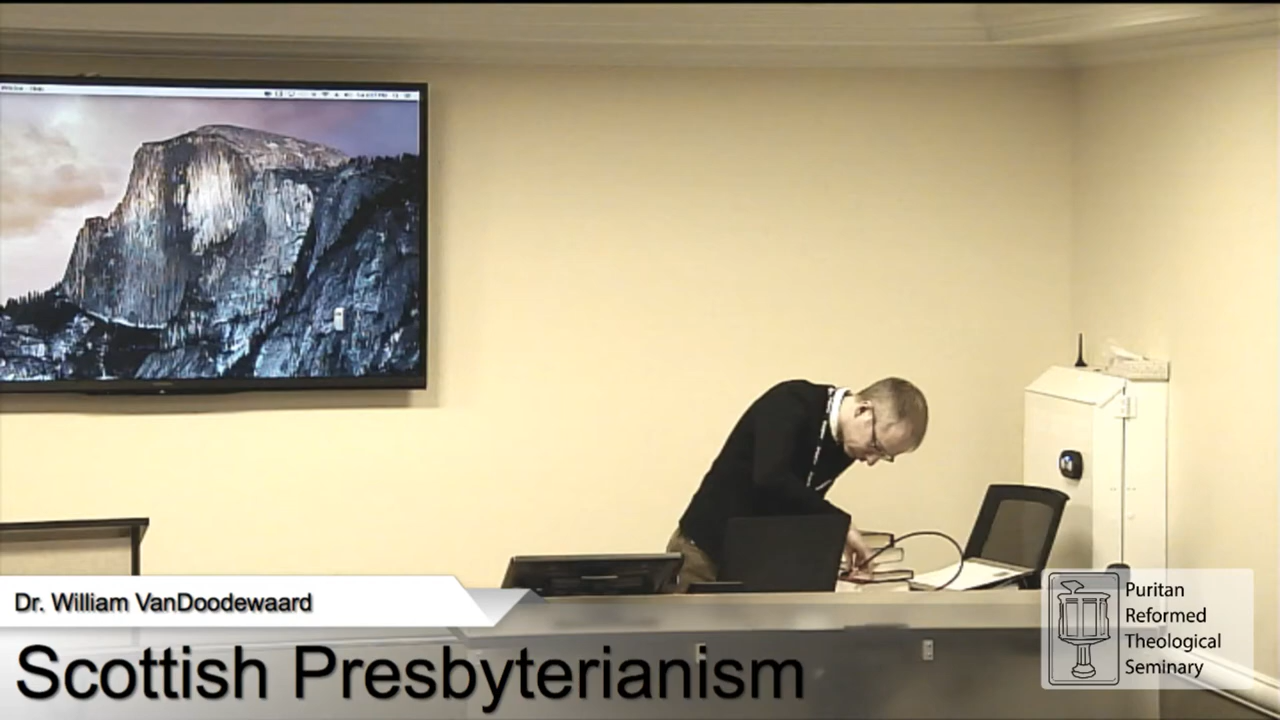 Dr. William VanDoodewaard
Scottish Presbyterianism
Puritan
Reformed
Theological
Seminary